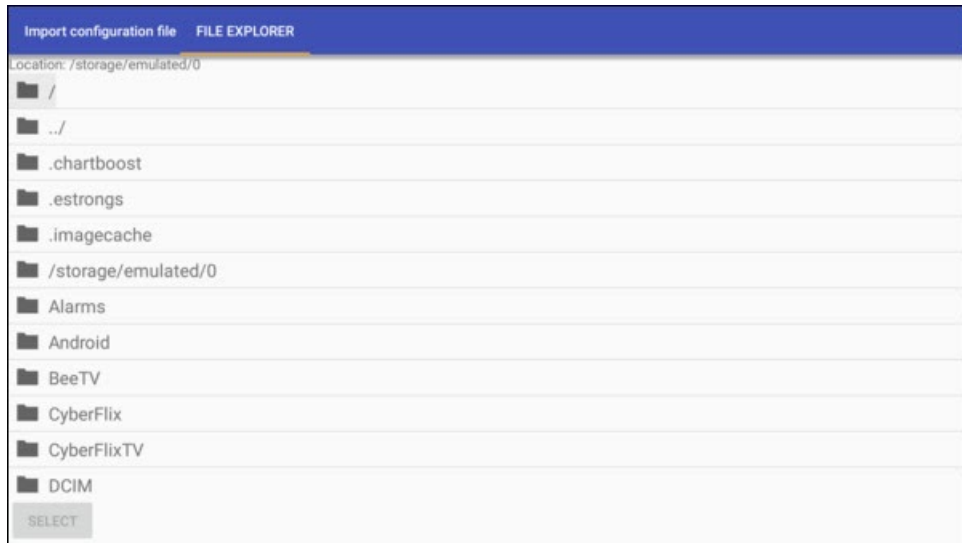 Import configuration file FILE EXPLORER
Location: /storage/emulated/0
/
../
.chartboost
.estrongs
.imagecache
/storage/emulated/0
Alarms
Android
BeeTV
CyberFlix
CyberFlixTV
DCIM
SELECT